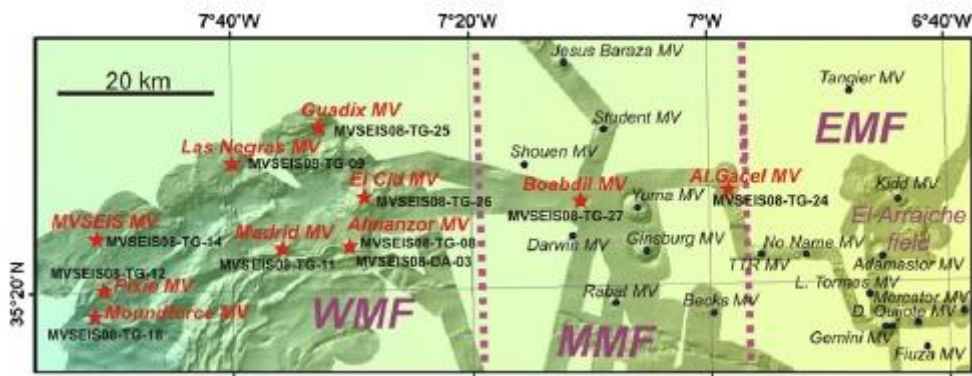 7°40'W
7°20'W
7°0'W
6°40'W
20 km
35°20'N
Jesus Baraza MV
Tangier MV
EMF
Guadix MV
MVSEIS08-TG-25
Student MV
Las Negras MV
MVSEIS08-TG-09
Shouen MV
El Cid MV
MVSEIS08-TG-26
Boabdil MV
MVSEIS08-TG-27
Yuma MV
Al Gacel MV
MVSEIS08-TG-24
Kidd MV
El Arraiche
field
MVSEIS MV
MVSEIS08-TG-14
Madrid MV
MVSEIS08-TG-11
Almanzor MV
MVSEIS08-TG-08
MVSEIS08-DA-03
Darwin MV
Ginsburg MV
No Name MV
TTR MV
Adamastor MV
MVSEIS08-TG-12
Pixie MV
L. Tormes MV
Mercator MV
Rabat MV
Becks MV
D. Quijote MV
Moundforce MV
MVSEIS08-TG-18
WMF
MMF
Gemini MV
Fiuza MV